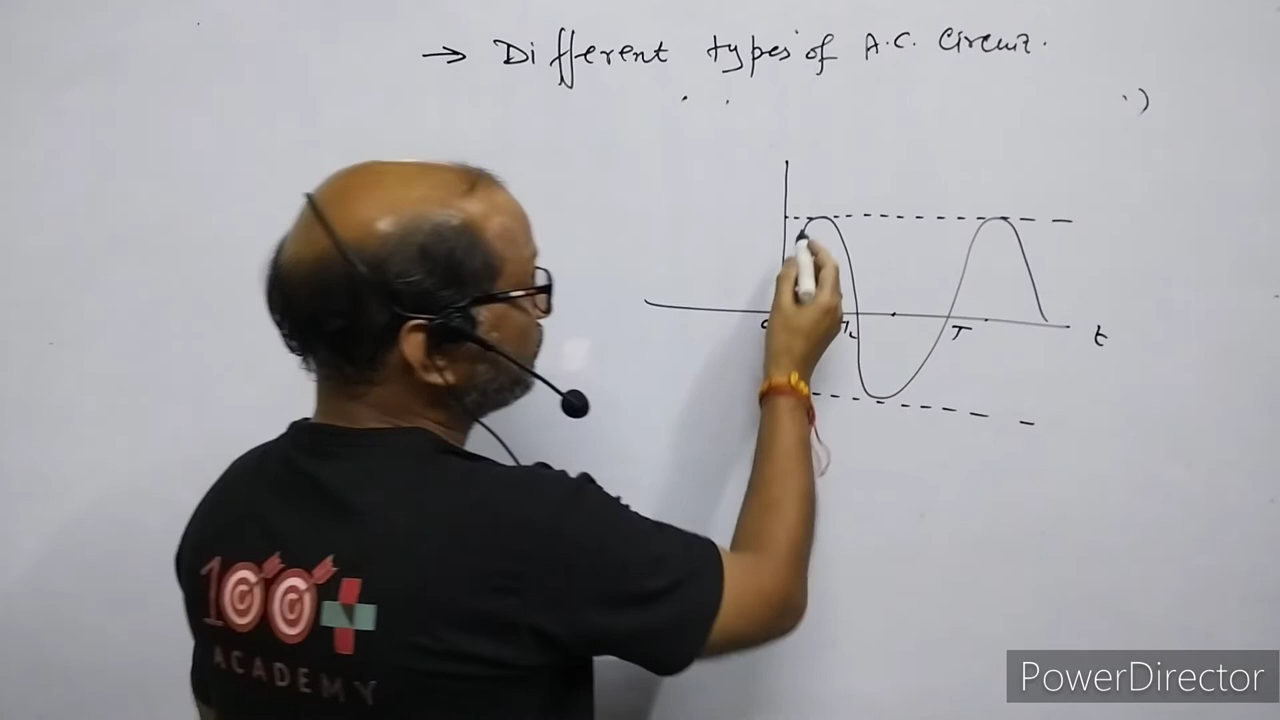 → Different types of A.C. Circuit.
T
t
100+
ACADEMY
PowerDirector